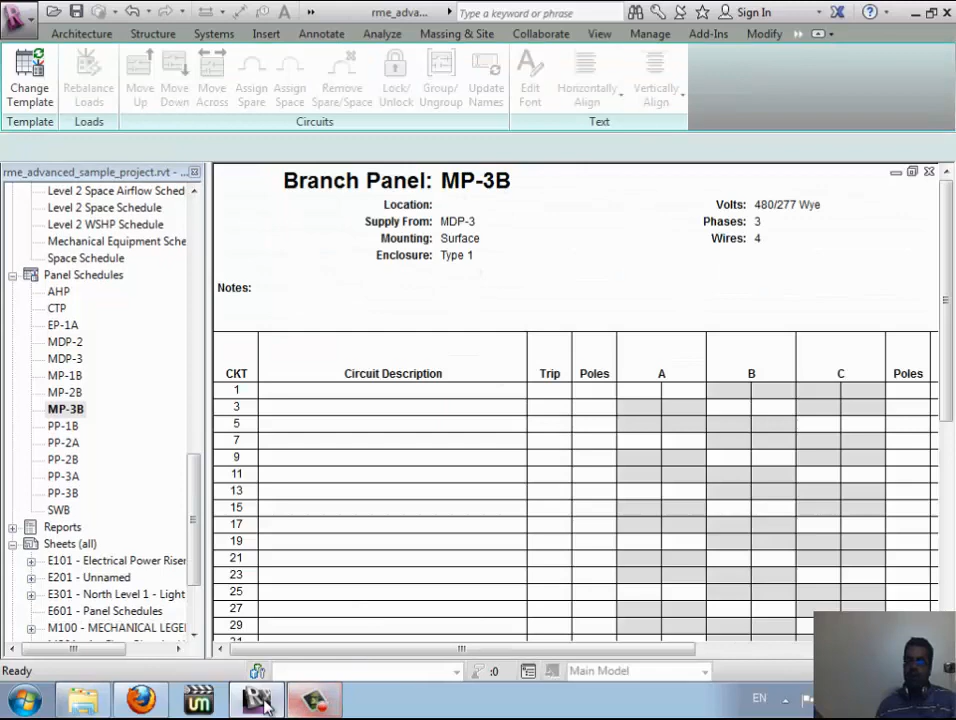 rme_adva...
Type a keyword or phrase
Sign In
Architecture
Structure
Systems
Insert
Annotate
Analyze
Massing & Site
Collaborate
View
Manage
Add-Ins
Modify
Change Template
Rebalance Loads
Move Up
Move Down
Move Across
Assign Spare
Assign Space
Remove Spare/Space
Lock/ Unlock
Group/ Ungroup
Update Names
Edit Font
Horizontally Align
Vertically Align
Template
Loads
Circuits
Text
rme_advanced_sample_project.rvt - ...
Level 2 Space Airflow Sched
Level 2 Space Schedule
Level 2 WSHP Schedule
Mechanical Equipment Sche
Space Schedule
Panel Schedules
AHP
CTP
EP-1A
MDP-2
MDP-3
MP-1B
MP-2B
MP-3B
PP-1B
PP-2A
PP-2B
PP-3A
PP-3B
SWB
Reports
Sheets (all)
E101 - Electrical Power Riser
E201 - Unnamed
E301 - North Level 1 - Light
E601 - Panel Schedules
M100 - MECHANICAL LEGE
Branch Panel: MP-3B
Location:
Supply From: MDP-3
Mounting: Surface
Enclosure: Type 1
Volts: 480/277 Wye
Phases: 3
Wires: 4
Notes:
CKT
Circuit Description
Trip
Poles
A
B
C
Poles
1
3
5
7
9
11
13
15
17
19
21
23
25
27
29
31
Ready
:0
Main Model
EN